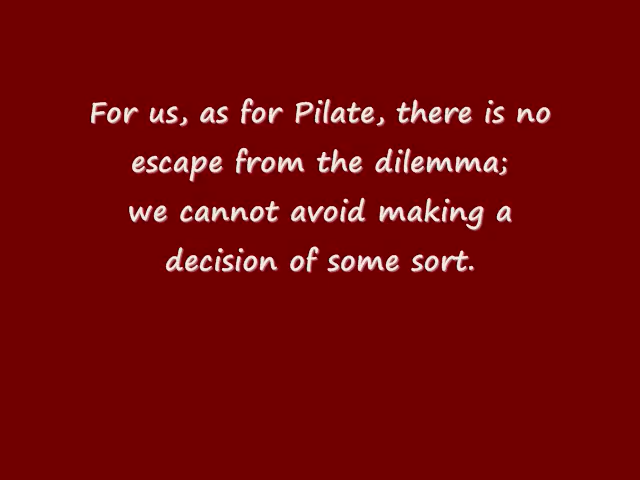 For us, as for Pilate, there is no
escape from the dilemma;
we cannot avoid making a
decision of some sort.